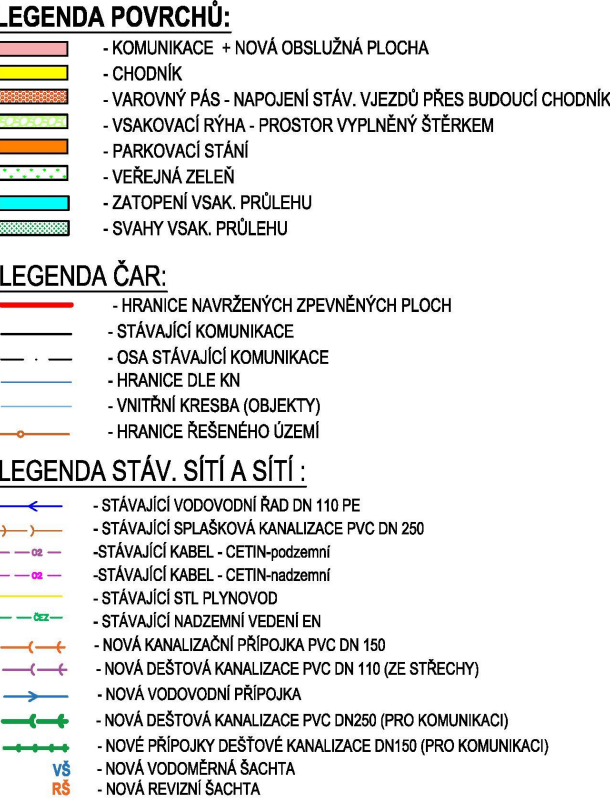 LEGENDA POVRCHŮ:
- KOMUNIKACE + NOVÁ OBSLUŽNÁ PLOCHA
- CHODNÍK
- VAROVNÝ PÁS - NAPOJENÍ STÁV. VJEZDŮ PŘES BUDOUCÍ CHODNÍK
- VSAKOVACÍ RÝHA - PROSTOR VYPLNĚNÝ ŠTĚRKEM
- PARKOVACÍ STÁNÍ
- VEŘEJNÁ ZELEŇ
- ZATOPENÍ VSAK. PRŮLEHU
- SVAHY VSAK. PRŮLEHU
LEGENDA ČAR:
- HRANICE NAVRŽENÝCH ZPEVNĚNÝCH PLOCH
- STÁVAJÍCÍ KOMUNIKACE
- OSA STÁVAJÍCÍ KOMUNIKACE
- HRANICE DLE KN
- VNITŘNÍ KRESBA (OBJEKTY)
- HRANICE ŘEŠENÉHO ÚZEMÍ
LEGENDA STÁV. SÍTÍ A SÍTÍ :
- STÁVAJÍCÍ VODOVODNÍ ŘAD DN 110 PE
- STÁVAJÍCÍ SPLAŠKOVÁ KANALIZACE PVC DN 250
O2 -STÁVAJÍCÍ KABEL - CETIN-podzemní
O2 -STÁVAJÍCÍ KABEL - CETIN-nadzemní
- STÁVAJÍCÍ STL PLYNOVOD
ČEZ - STÁVAJÍCÍ NADZEMNÍ VEDENÍ EN
- NOVÁ KANALIZAČNÍ PŘÍPOJKA PVC DN 150
- NOVÁ DEŠTOVÁ KANALIZACE PVC DN 110 (ZE STŘECHY)
- NOVÁ VODOVODNÍ PŘÍPOJKA
- NOVÁ DEŠTOVÁ KANALIZACE PVC DN250 (PRO KOMUNIKACI)
- NOVÉ PŘÍPOJKY DEŠŤOVÉ KANALIZACE DN150 (PRO KOMUNIKACI)
VŠ - NOVÁ VODOMĚRNÁ ŠACHTA
RŠ - NOVÁ REVIZNÍ ŠACHTA